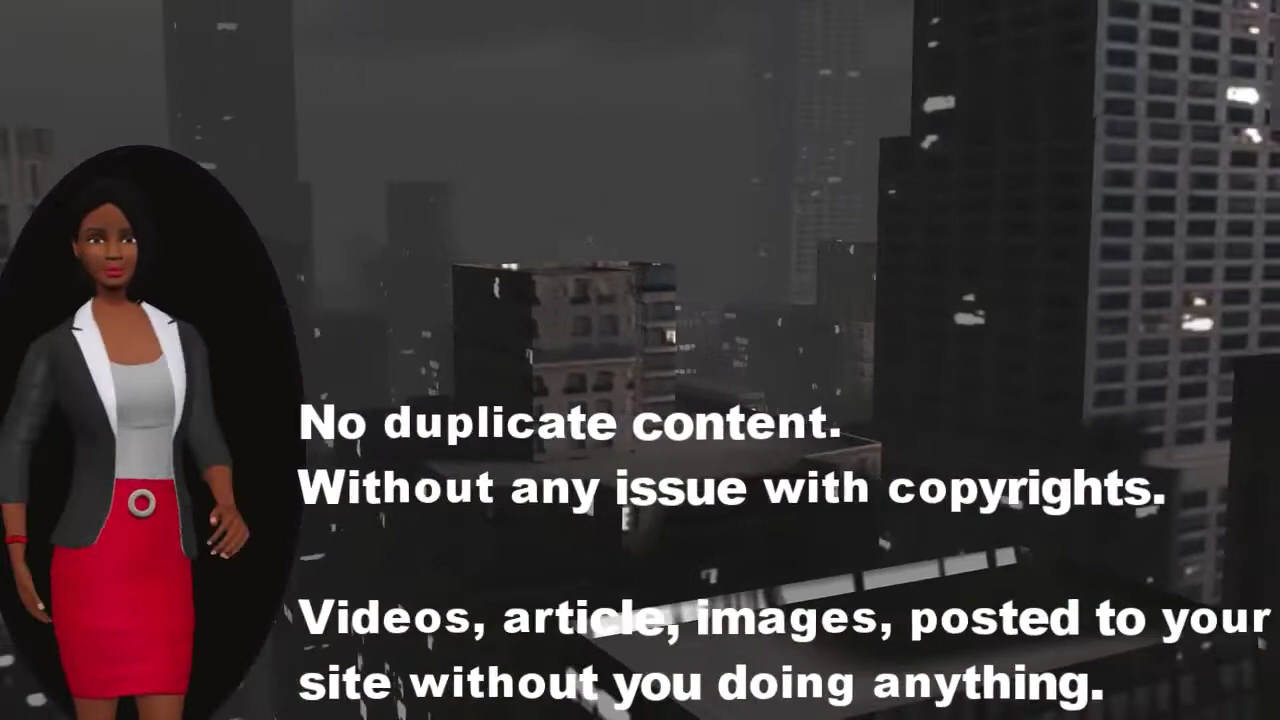 No duplicate content.
Without any issue with copyrights.
Videos, article, images, posted to your
site without you doing anything.